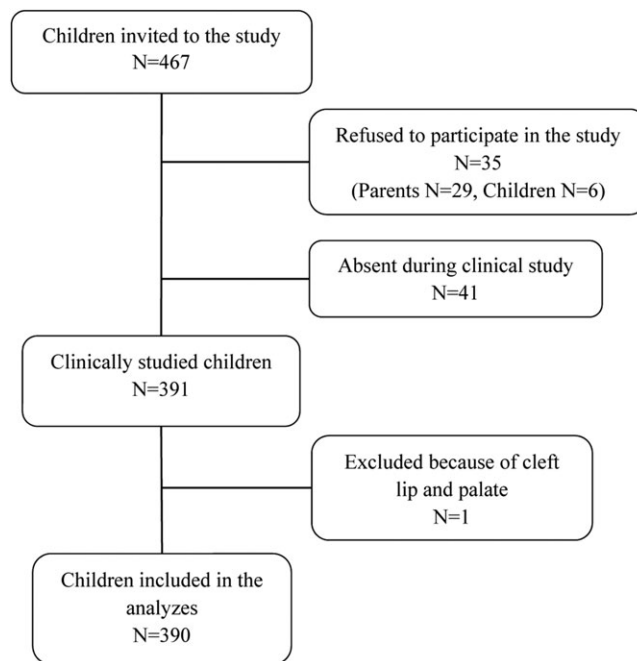 Children invited to the study
N=467
Refused to participate in the study
N=35
(Parents N=29, Children N=6)
Absent during clinical study
N=41
Clinically studied children
N=391
Excluded because of cleft
lip and palate
N=1
Children included in the
analyzes
N=390